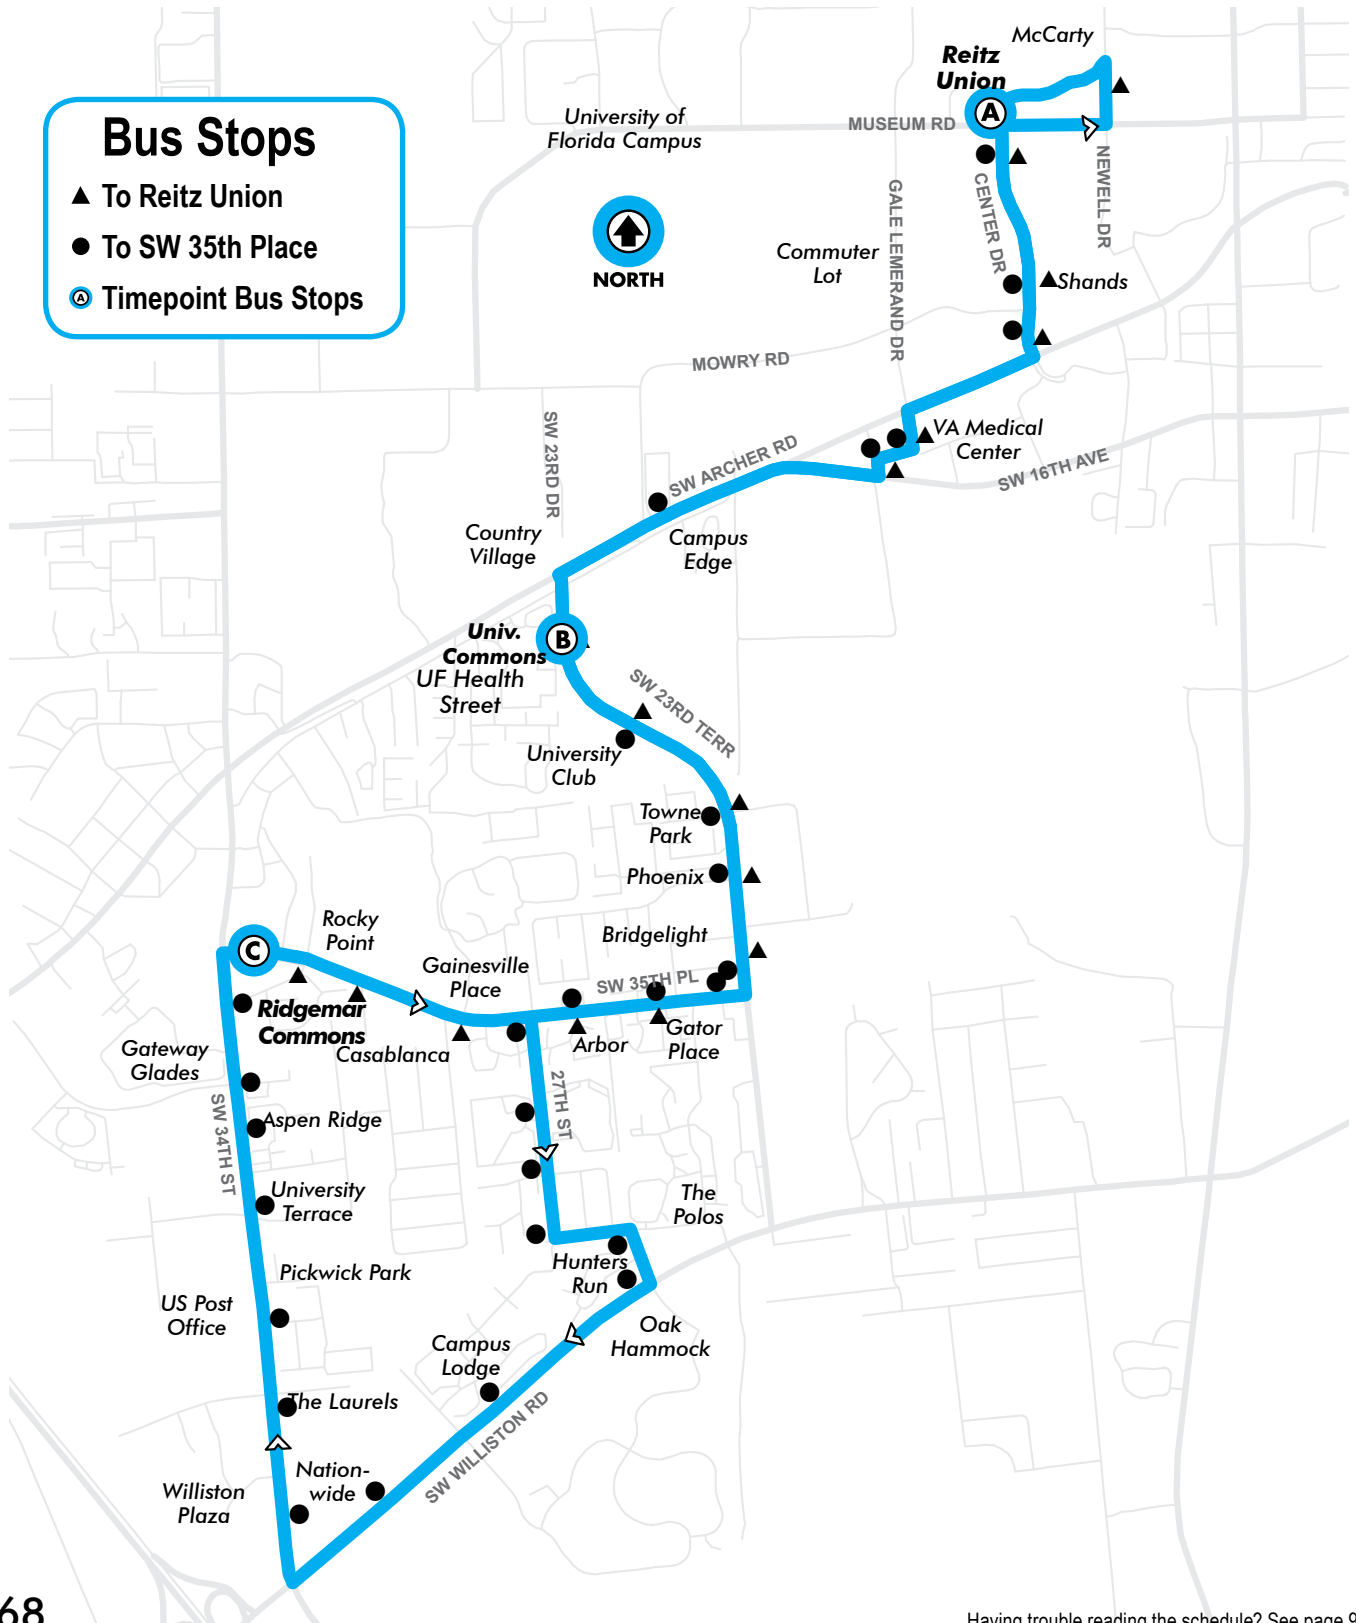 McCarty
Reitz
Union
A
MUSEUM RD
University of
Florida Campus
Bus Stops
To Reitz Union
To SW 35th Place
A Timepoint Bus Stops
NORTH
NEWELL DR
CENTER DR
GALE LEMERAND DR
Commuter
Lot
Shands
MOWRY RD
SW 23RD DR
SW ARCHER RD
VA Medical
Center
SW 16TH AVE
Country
Village
Campus
Edge
Univ.
Commons
B
UF Health
Street
SW 23RD TERR
University
Club
Towne
Park
Phoenix
Bridgelight
Rocky
Point
C
Gainesville
Place
SW 35TH PL
Ridgemar
Commons
Casablanca
Arbor
Gator
Place
Gateway
Glades
SW 34TH ST
Aspen Ridge
27TH ST
University
Terrace
The
Polos
Hunters
Run
Pickwick Park
US Post
Office
Oak
Hammock
Campus
Lodge
The Laurels
SW WILLISTON RD
Nation-
wide
Williston
Plaza
68
Having trouble reading the schedule? See page 9